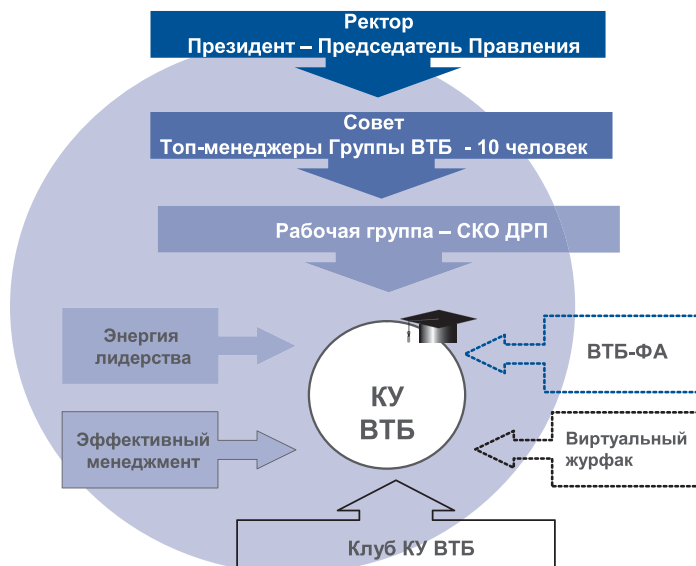 Ректор
Президент – Председатель Правления
Совет
Топ-менеджеры Группы ВТБ - 10 человек
Рабочая группа – СКО ДРП
Энергия
лидерства
ВТБ-ФА
КУ
ВТБ
Эффективный
менеджмент
Виртуальный
журфак
Клуб КУ ВТБ